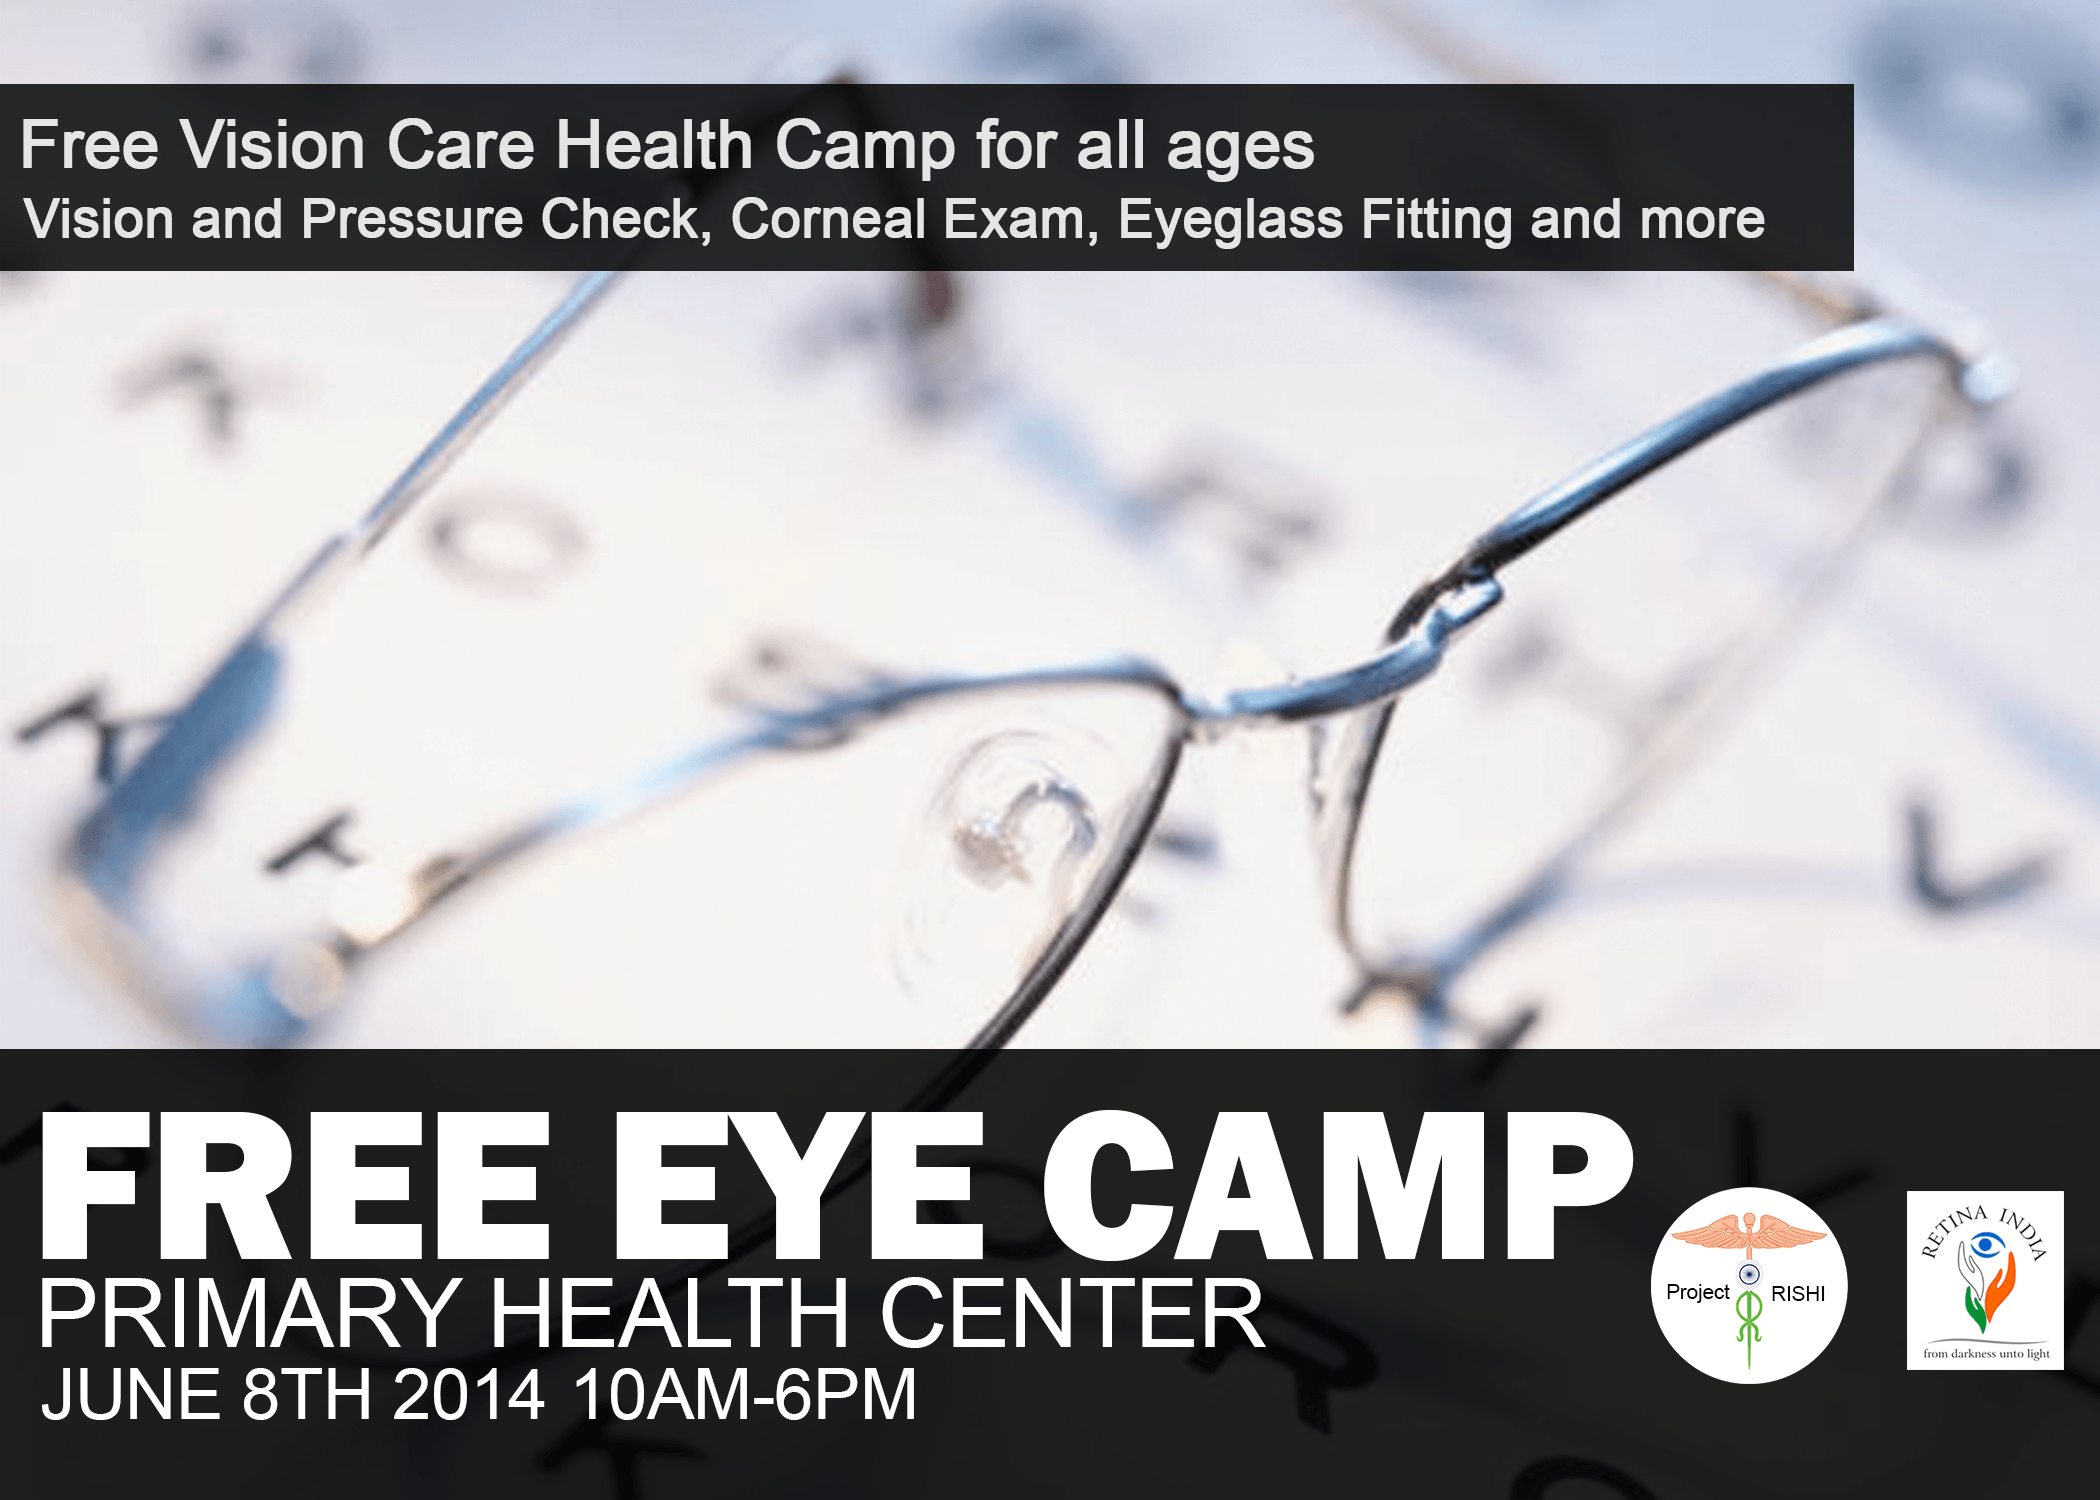 Free Vision Care Health Camp for all ages
Vision and Pressure Check, Corneal Exam, Eyeglass Fitting and more
FREE EYE CAMP
PRIMARY HEALTH CENTER
JUNE 8TH 2014 10AM-6PM
Project RISHI
RETINA INDIA
from darkness unto light